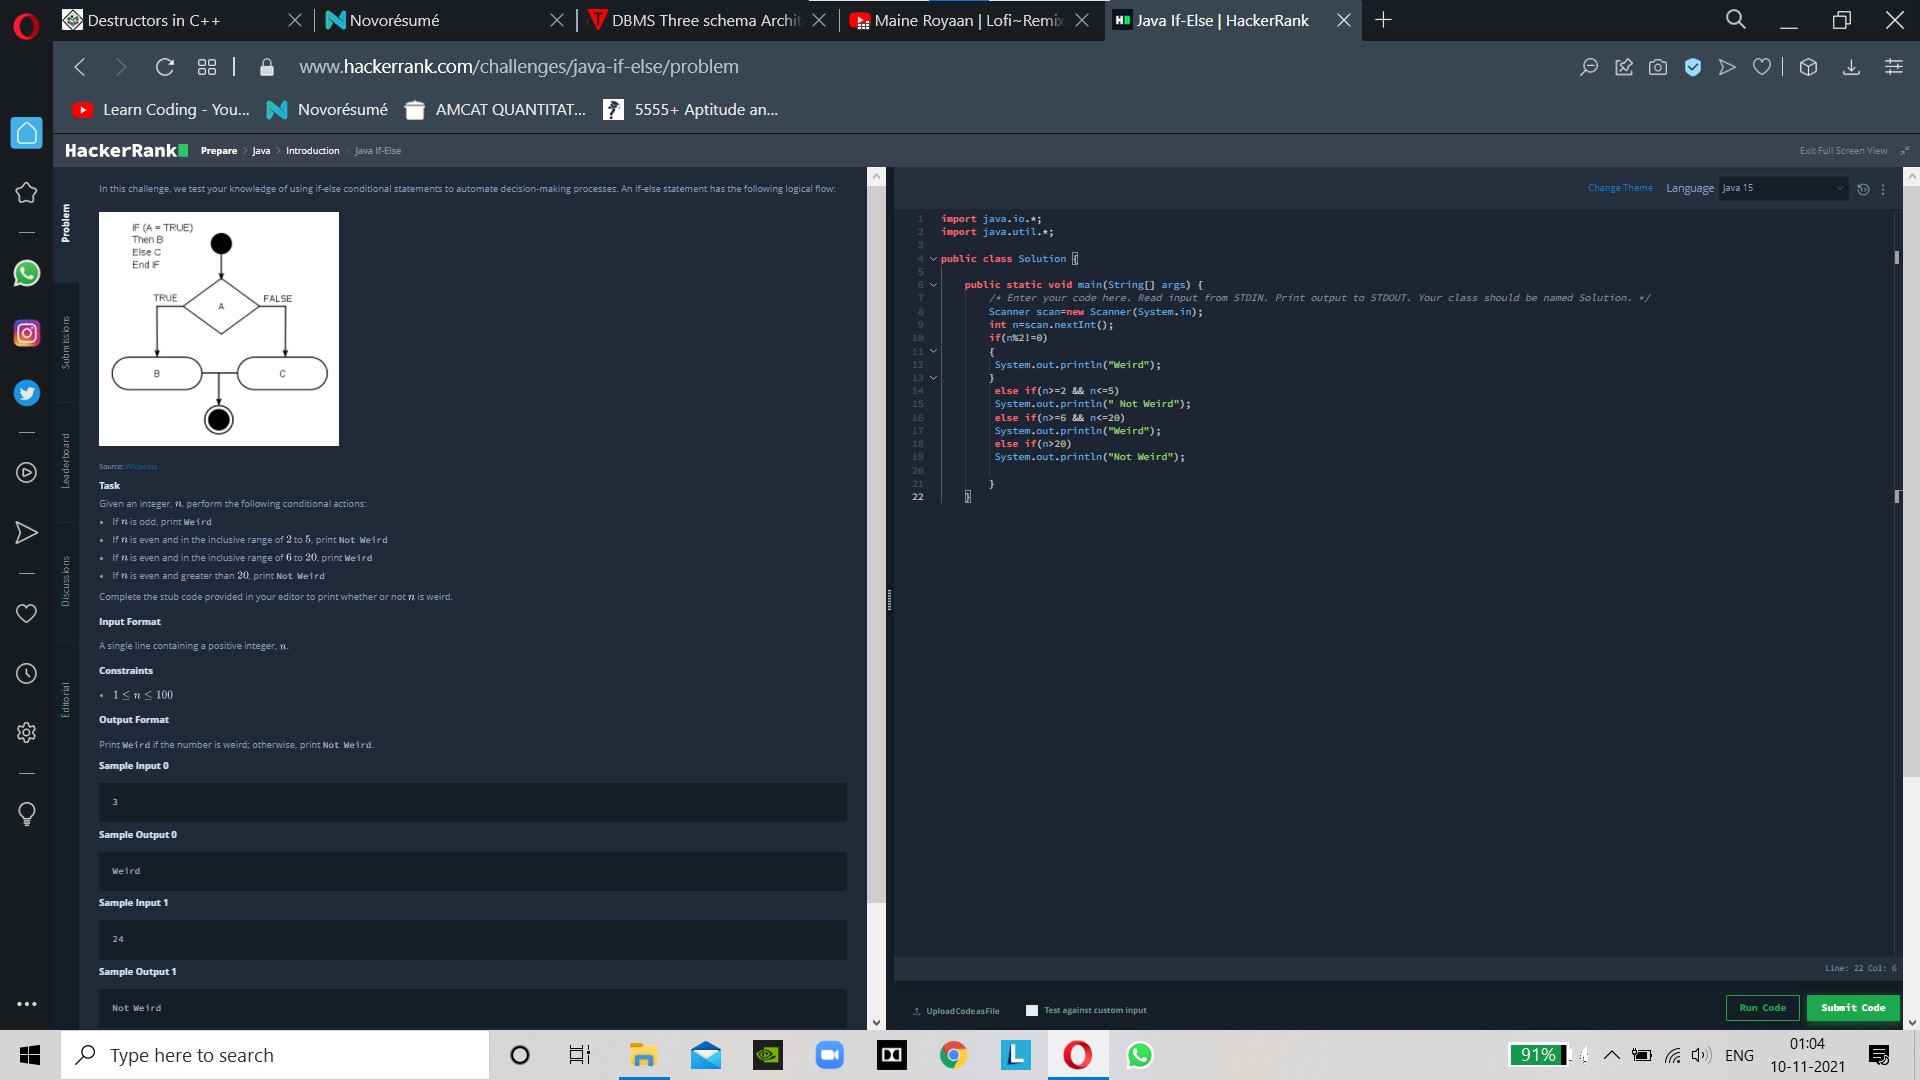 Destructors in C++
Novorésumé
DBMS Three schema Archit
Maine Royaan | Lofi~Remix
Java If-Else | HackerRank
www.hackerrank.com/challenges/java-if-else/problem
Learn Coding - You...
Novorésumé
AMCAT QUANTITAT...
5555+ Aptitude an...
HackerRank
Prepare > Java > Introduction > Java If-Else
Exit Full Screen View
Problem
Submissions
Leaderboard
Discussions
Editorial
In this challenge, we test your knowledge of using if-else conditional statements to automate decision-making processes. An if-else statement has the following logical flow:
IF (A = TRUE)
Then B
Else C
End IF
TRUE
A
FALSE
B
C
Source: Wikipedia
Task
Given an integer, n, perform the following conditional actions:
• If n is odd, print Weird
• If n is even and in the inclusive range of 2 to 5, print Not Weird
• If n is even and in the inclusive range of 6 to 20, print Weird
• If n is even and greater than 20, print Not Weird
Complete the stub code provided in your editor to print whether or not n is weird.
Input Format
A single line containing a positive integer, n.
Constraints
• 1 ≤ n ≤ 100
Output Format
Print Weird if the number is weird; otherwise, print Not Weird.
Sample Input 0
3
Sample Output 0
Weird
Sample Input 1
24
Sample Output 1
Not Weird
Change Theme
Language
Java 15
1 import java.io.*;
2 import java.util.*;
3
4 public class Solution {
5
6 public static void main(String[] args) {
7 /* Enter your code here. Read input from STDIN. Print output to STDOUT. Your class should be named Solution. */
8 Scanner scan=new Scanner(System.in);
9 int n=scan.nextInt();
10 if(n%2!=0)
11 {
12 System.out.println("Weird");
13 }
14 else if(n>=2 && n<=5)
15 System.out.println(" Not Weird");
16 else if(n>=6 && n<=20)
17 System.out.println("Weird");
18 else if(n>20)
19 System.out.println("Not Weird");
20
21 }
22 }
Line: 22 Col: 6
Upload Code as File
Test against custom input
Run Code
Submit Code
Type here to search
91%
ENG
01:04
10-11-2021